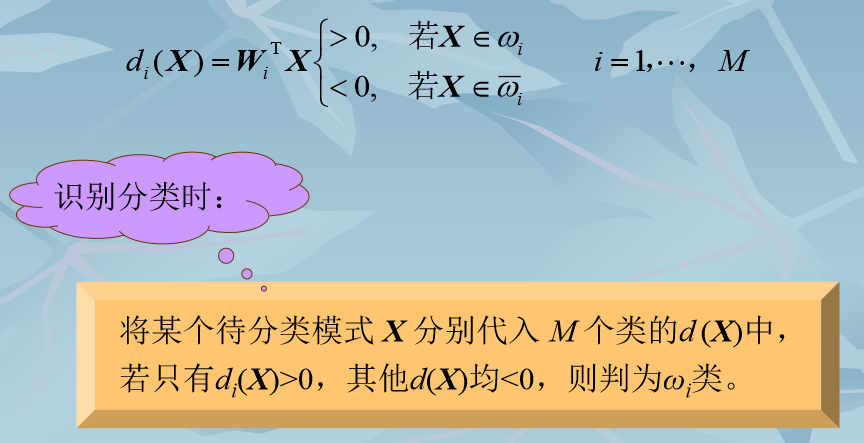 dᵢ(X) = WᵢᵀX { > 0, 若X ∈ ωᵢ
< 0, 若X ∈ ω̄ᵢ
i = 1, ⋯, M
识别分类时：
将某个待分类模式 X 分别代入 M 个类的d (X)中，
若只有dᵢ(X)>0，其他d(X)均<0，则判为ωᵢ类。